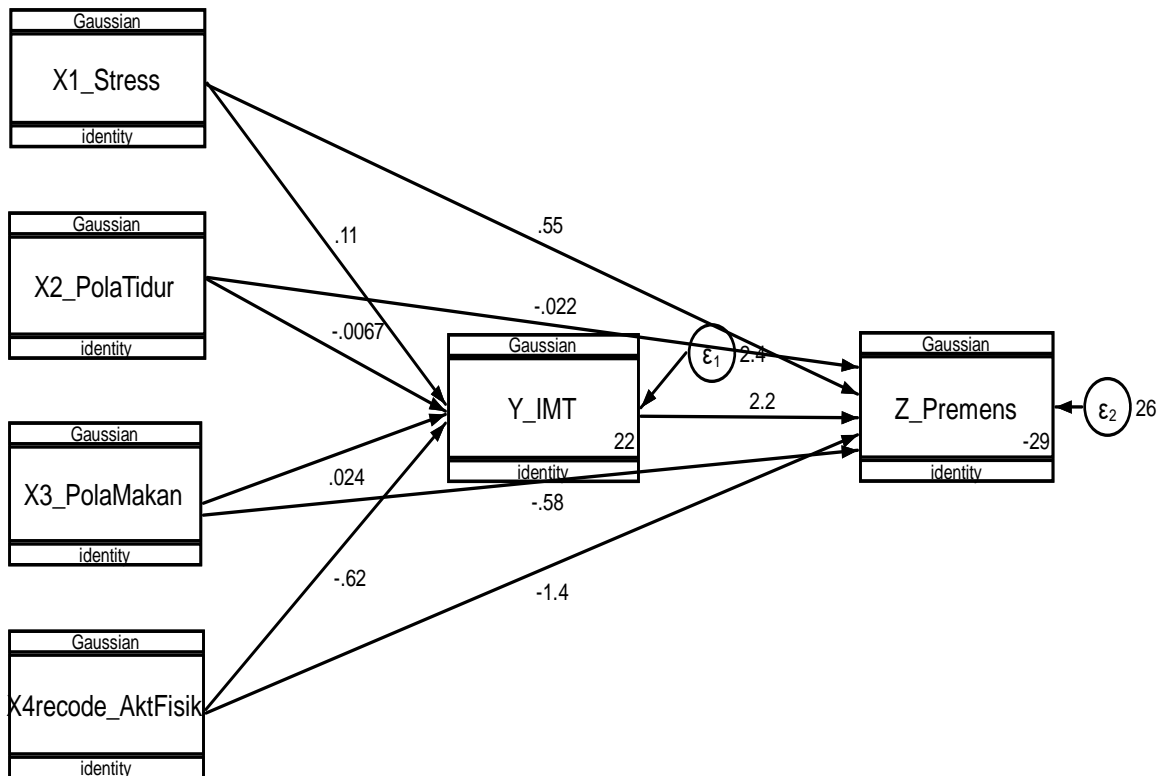 Gaussian
X1_Stress
identity
Gaussian
X2_PolaTidur
identity
Gaussian
X3_PolaMakan
identity
Gaussian
X4recode_AktFisik
identity
.11
.55
-.0067
-.022
.024
-.58
-.62
-1.4
Gaussian
Y_IMT
22
identity
ε1
2.4
2.2
Gaussian
Z_Premens
-29
identity
ε2
26